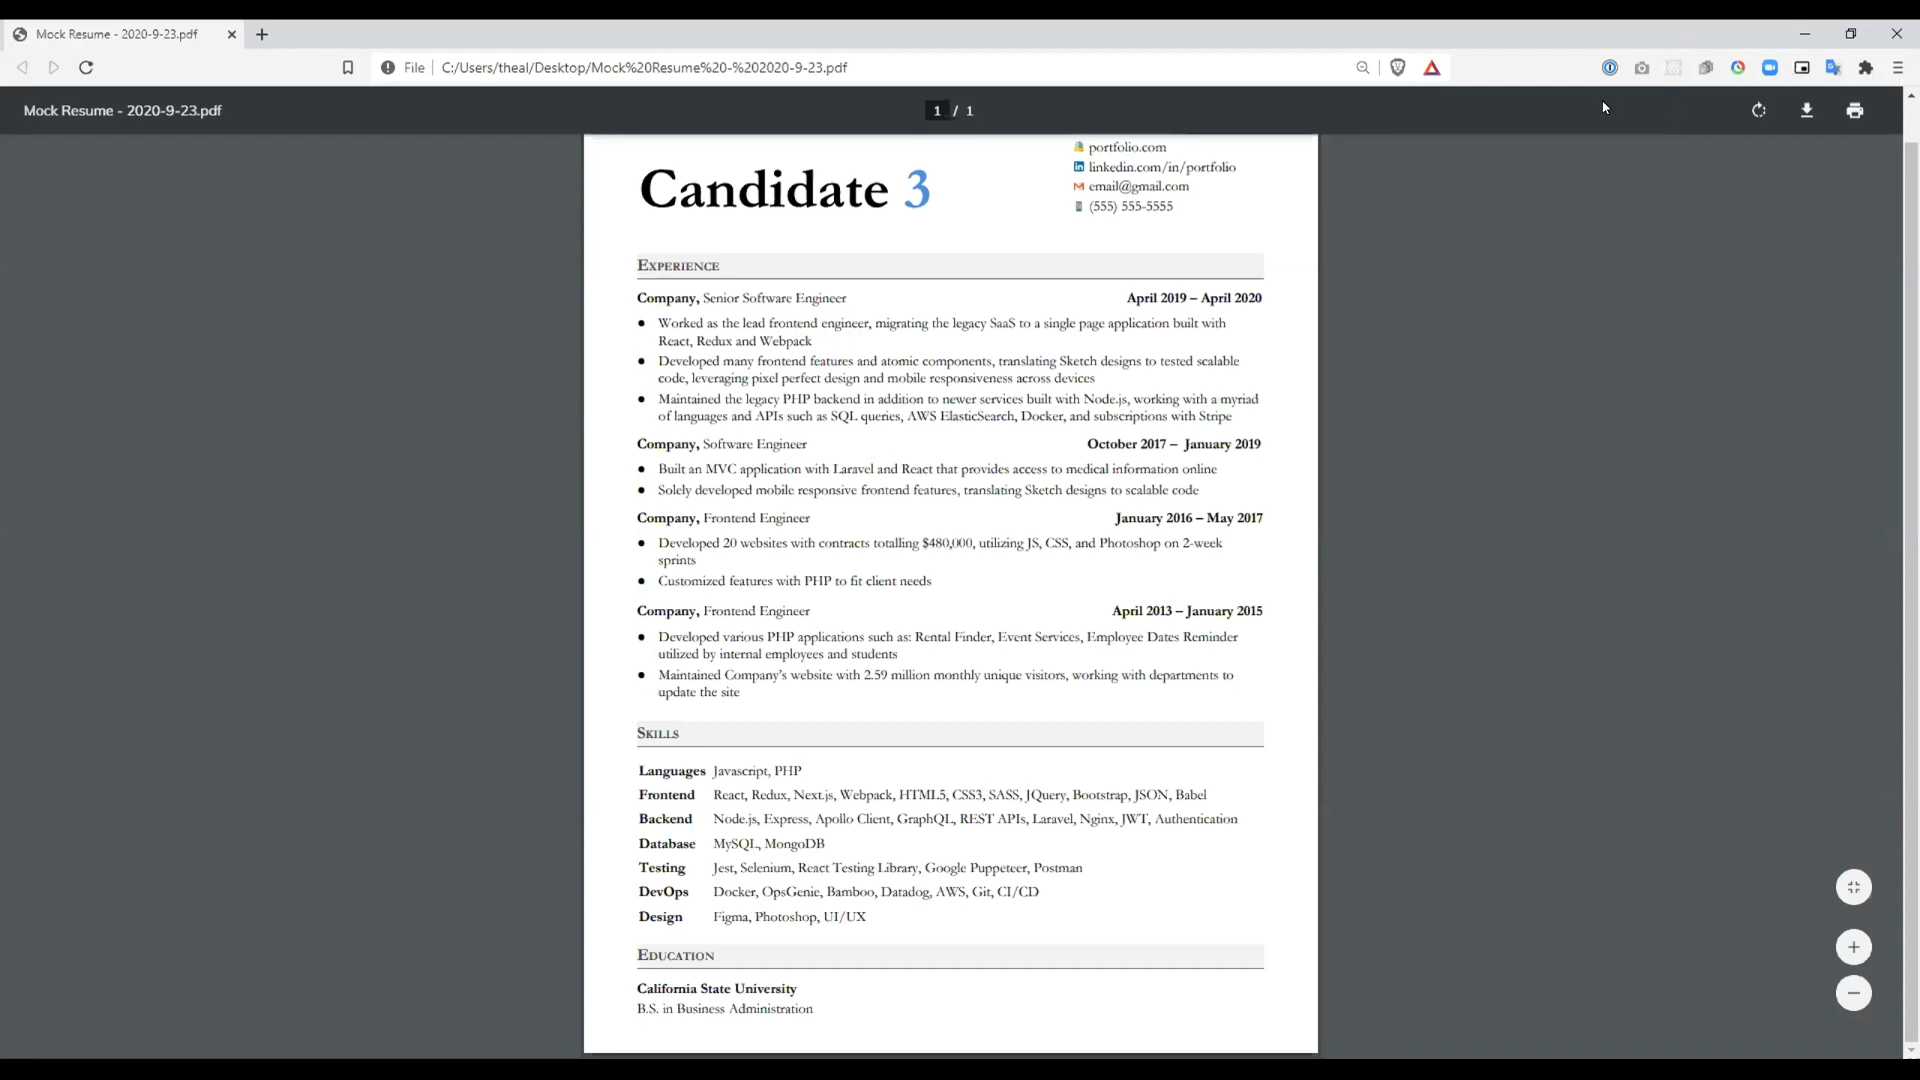 Mock Resume - 2020-9-23.pdf
File C:/Users/theal/Desktop/Mock%20Resume%20-%202020-9-23.pdf
Mock Resume - 2020-9-23.pdf
1 / 1
portfolio.com
Candidate 3
linkedin.com/in/portfolio
email@gmail.com
(555) 555-5555
EXPERIENCE
Company, Senior Software Engineer April 2019 – April 2020
● Worked as the lead frontend engineer, migrating the legacy SaaS to a single page application built with
React, Redux and Webpack
● Developed many frontend features and atomic components, translating Sketch designs to tested scalable
code, leveraging pixel perfect design and mobile responsiveness across devices
● Maintained the legacy PHP backend in addition to newer services built with Node.js, working with a myriad
of languages and APIs such as SQL queries, AWS ElasticSearch, Docker, and subscriptions with Stripe
Company, Software Engineer October 2017 – January 2019
● Built an MVC application with Laravel and React that provides access to medical information online
● Solely developed mobile responsive frontend features, translating Sketch designs to scalable code
Company, Frontend Engineer January 2016 – May 2017
● Developed 20 websites with contracts totalling $480,000, utilizing JS, CSS, and Photoshop on 2-week
sprints
● Customized features with PHP to fit client needs
Company, Frontend Engineer April 2013 – January 2015
● Developed various PHP applications such as: Rental Finder, Event Services, Employee Dates Reminder
utilized by internal employees and students
● Maintained Company's website with 2.59 million monthly unique visitors, working with departments to
update the site
SKILLS
Languages Javascript, PHP
Frontend React, Redux, Next.js, Webpack, HTML5, CSS3, SASS, JQuery, Bootstrap, JSON, Babel
Backend Node.js, Express, Apollo Client, GraphQL, REST APIs, Laravel, Nginx, JWT, Authentication
Database MySQL, MongoDB
Testing Jest, Selenium, React Testing Library, Google Puppeteer, Postman
DevOps Docker, OpsGenie, Bamboo, Datadog, AWS, Git, CI/CD
Design Figma, Photoshop, UI/UX
EDUCATION
California State University
B.S. in Business Administration